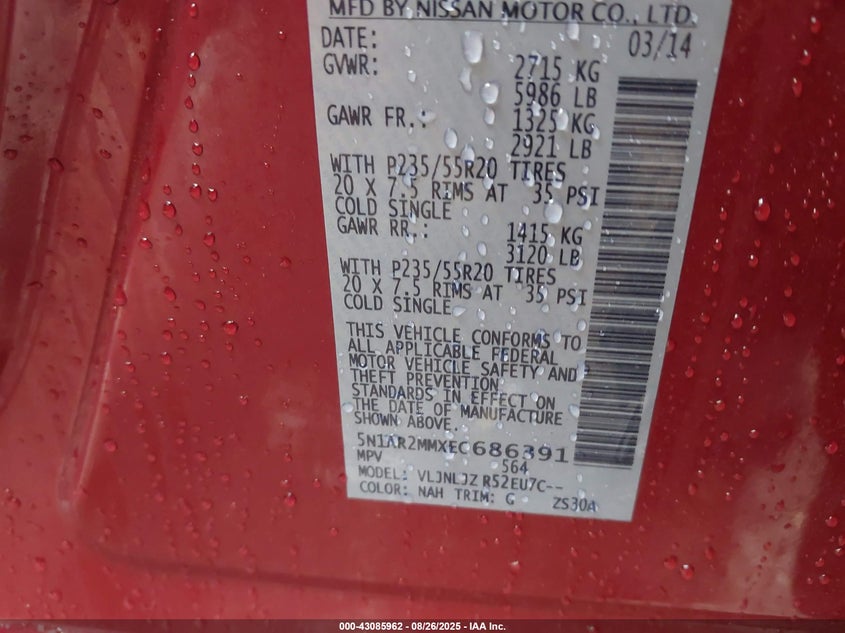 MFD BY NISSAN MOTOR CO., LTD.
DATE: 03/14
GVWR: 2715 KG
5986 LB
GAWR FR.: 1325 KG
2921 LB
WITH P235/55R20 TIRES
20 X 7.5 RIMS AT 35 PSI
COLD SINGLE
GAWR RR.: 1415 KG
3120 LB
WITH P235/55R20 TIRES
20 X 7.5 RIMS AT 35 PSI
COLD SINGLE
THIS VEHICLE CONFORMS TO
ALL APPLICABLE FEDERAL
MOTOR VEHICLE SAFETY AND
THEFT PREVENTION
STANDARDS IN EFFECT ON
THE DATE OF MANUFACTURE
SHOWN ABOVE.
5N1AR2MMXEC686391
MPV 564
MODEL: VLJNLJZ R52EU7C--
COLOR: NAH TRIM: G ZS30A
000-43085962 - 08/26/2025 - IAA Inc.